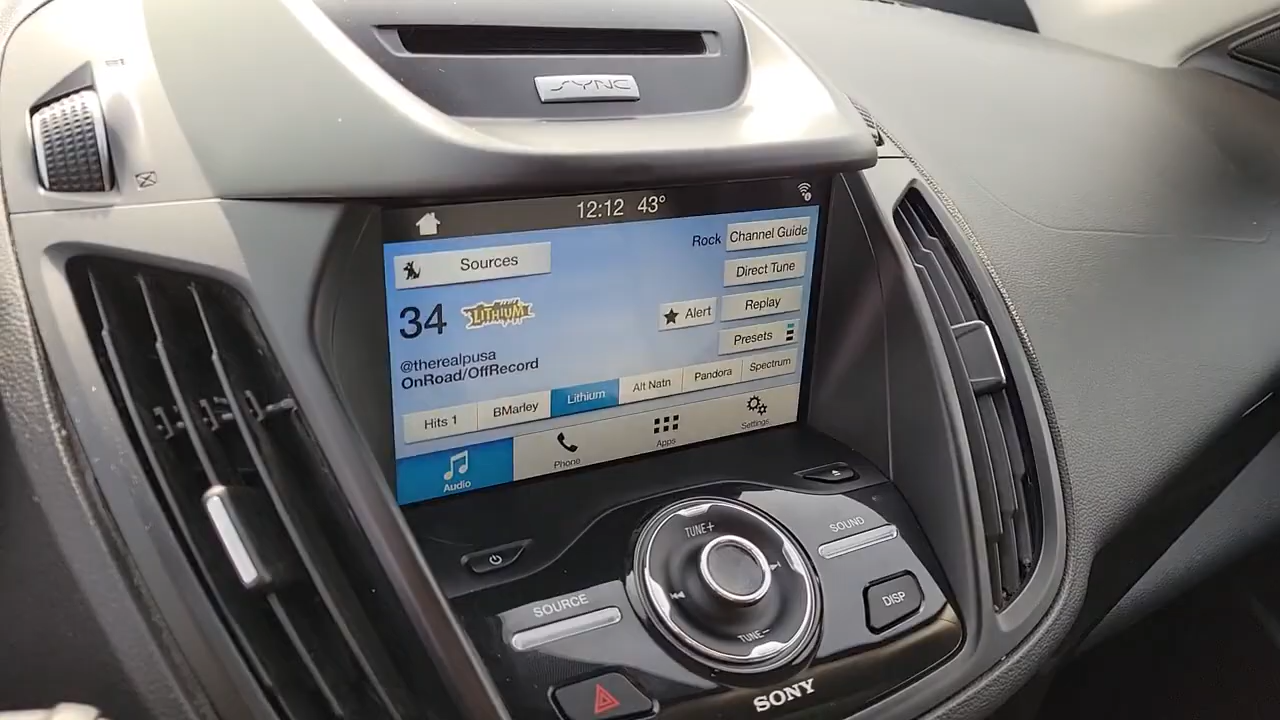 SYNC
12:12 43°
Sources
Rock
Channel Guide
Direct Tune
34
LITHIUM
Alert
Replay
Presets
@therealpusa
OnRoad/OffRecord
Hits 1
BMarley
Lithium
Alt Natn
Pandora
Spectrum
Audio
Phone
Apps
Settings
TUNE+
SOUND
SOURCE
DISP
TUNE-
SONY